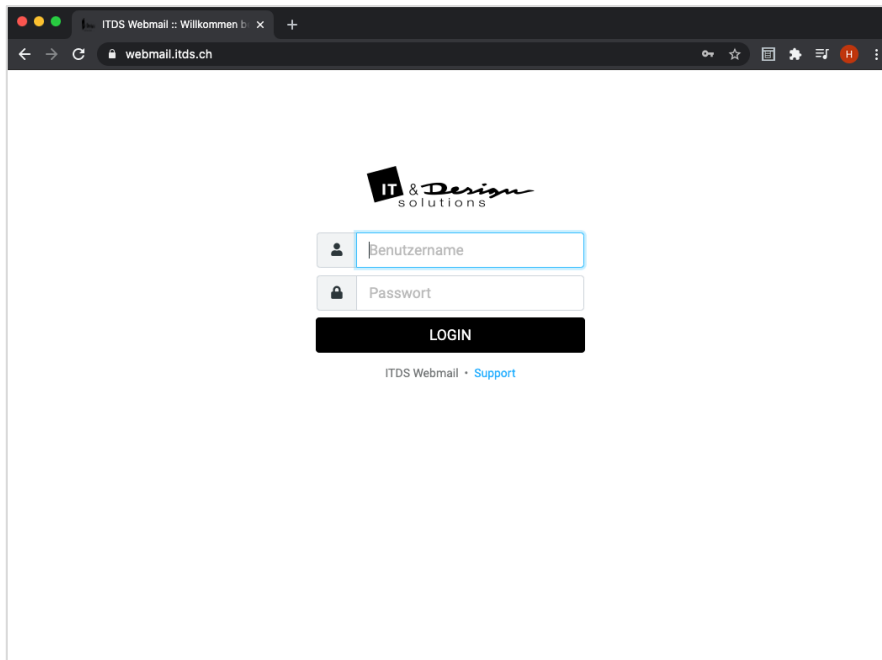 ITDS Webmail :: Willkommen b
webmail.itds.ch
H
IT & Design
solutions
Benutzername
Passwort
LOGIN
ITDS Webmail • Support